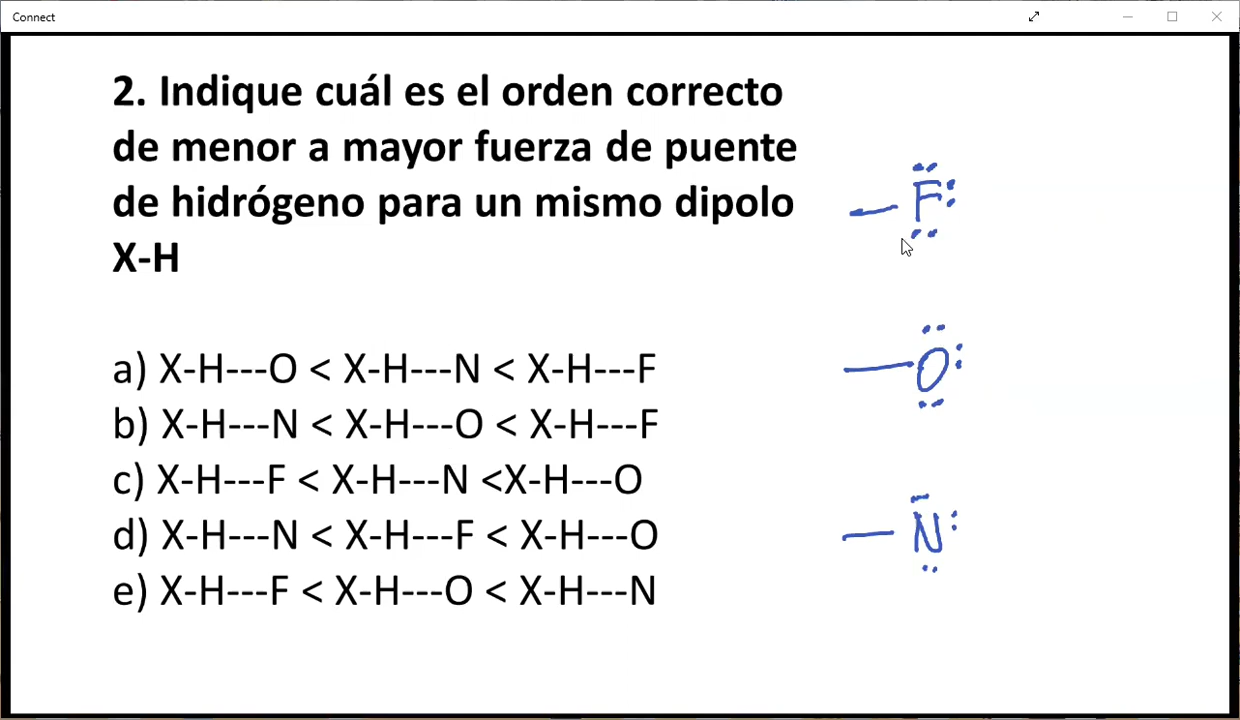 Connect
2. Indique cuál es el orden correcto
de menor a mayor fuerza de puente
de hidrógeno para un mismo dipolo
X-H
a) X-H---O < X-H---N < X-H---F
b) X-H---N < X-H---O < X-H---F
c) X-H---F < X-H---N <X-H---O
d) X-H---N < X-H---F < X-H---O
e) X-H---F < X-H---O < X-H---N
F
O
N